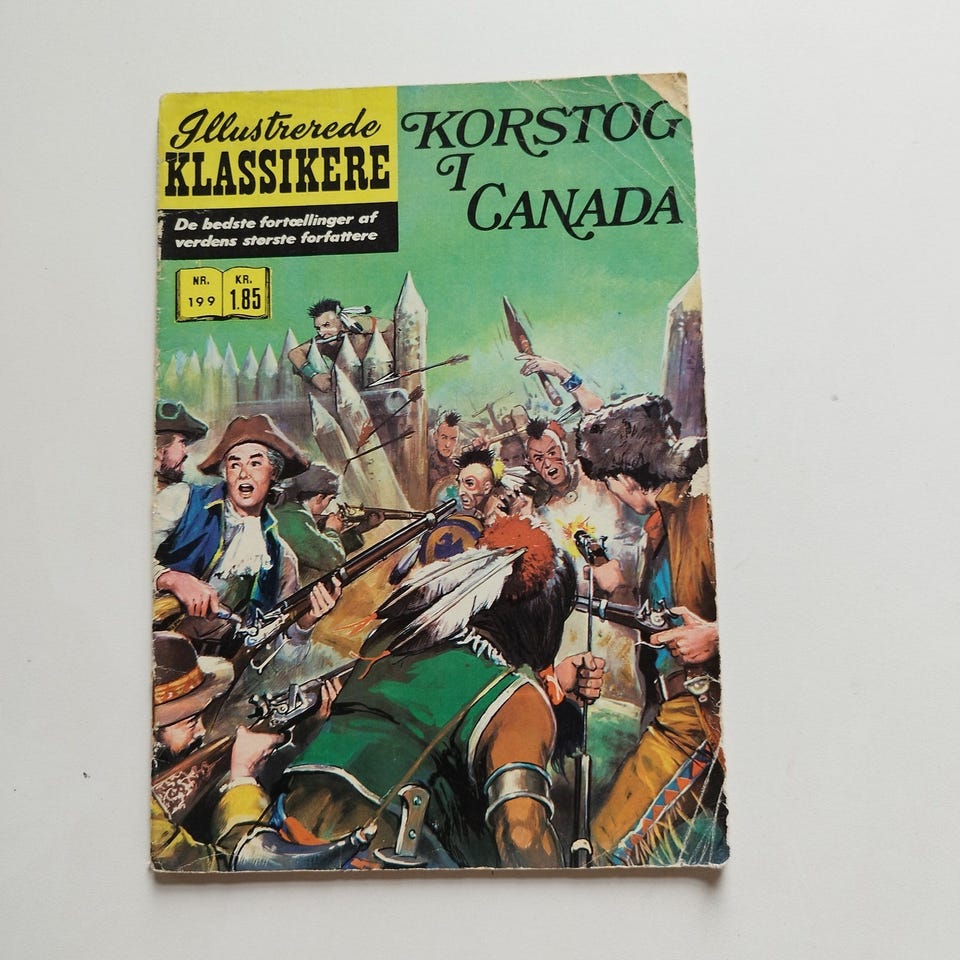 Illustrerede
KLASSIKERE
De bedste fortællinger af
verdens største forfattere
NR.
199
KR.
1.85
KORSTOG
I
CANADA